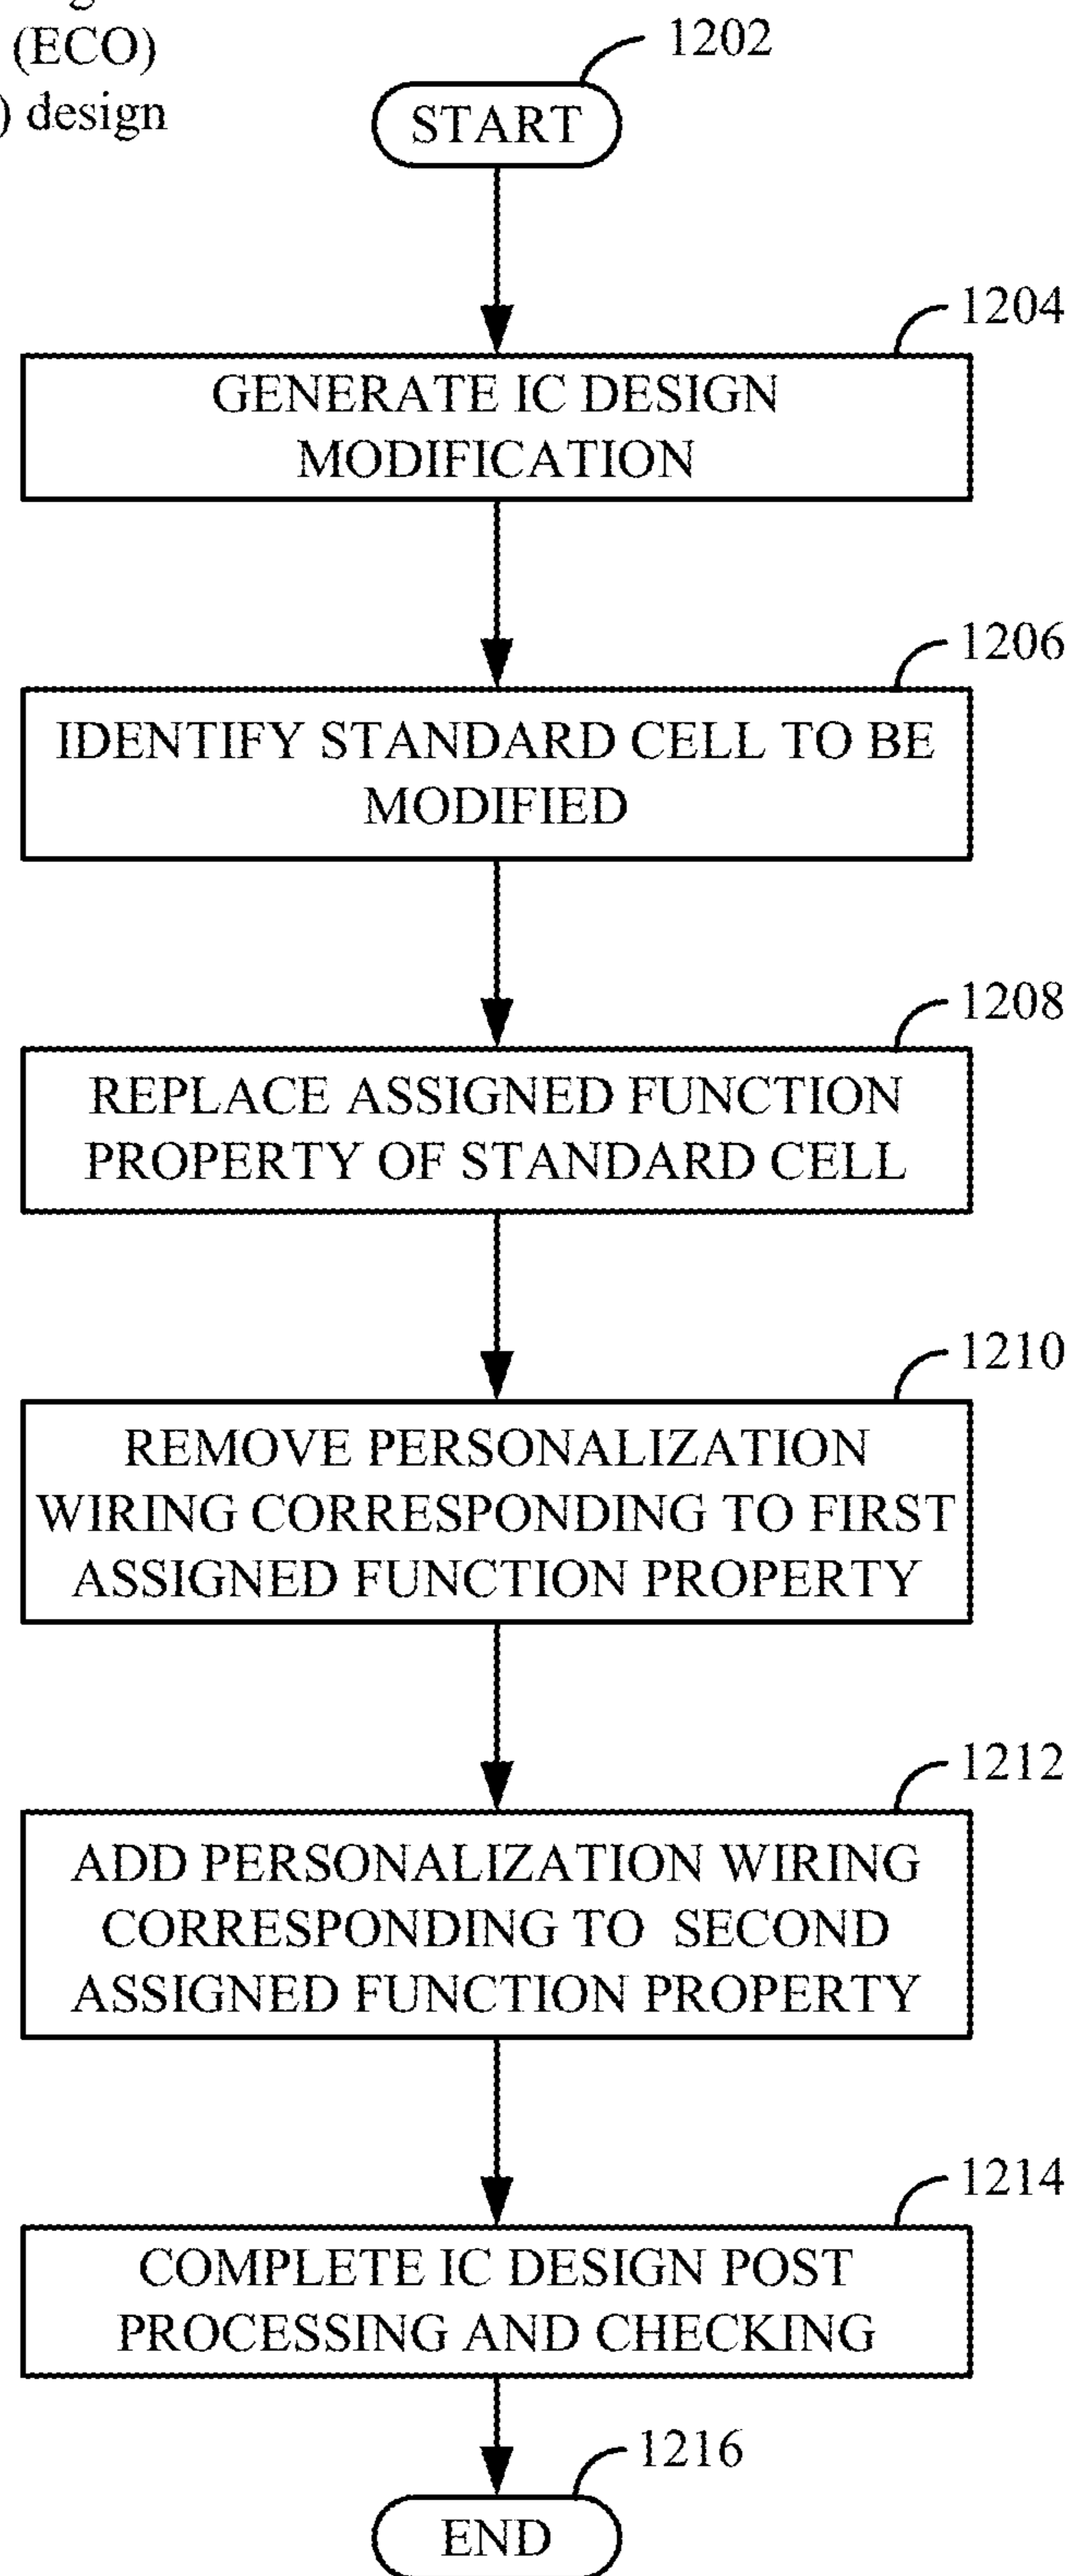 (ECO)
) design
1202
START
1204
GENERATE IC DESIGN
MODIFICATION
1206
IDENTIFY STANDARD CELL TO BE
MODIFIED
1208
REPLACE ASSIGNED FUNCTION
PROPERTY OF STANDARD CELL
1210
REMOVE PERSONALIZATION
WIRING CORRESPONDING TO FIRST
ASSIGNED FUNCTION PROPERTY
1212
ADD PERSONALIZATION WIRING
CORRESPONDING TO SECOND
ASSIGNED FUNCTION PROPERTY
1214
COMPLETE IC DESIGN POST
PROCESSING AND CHECKING
1216
END